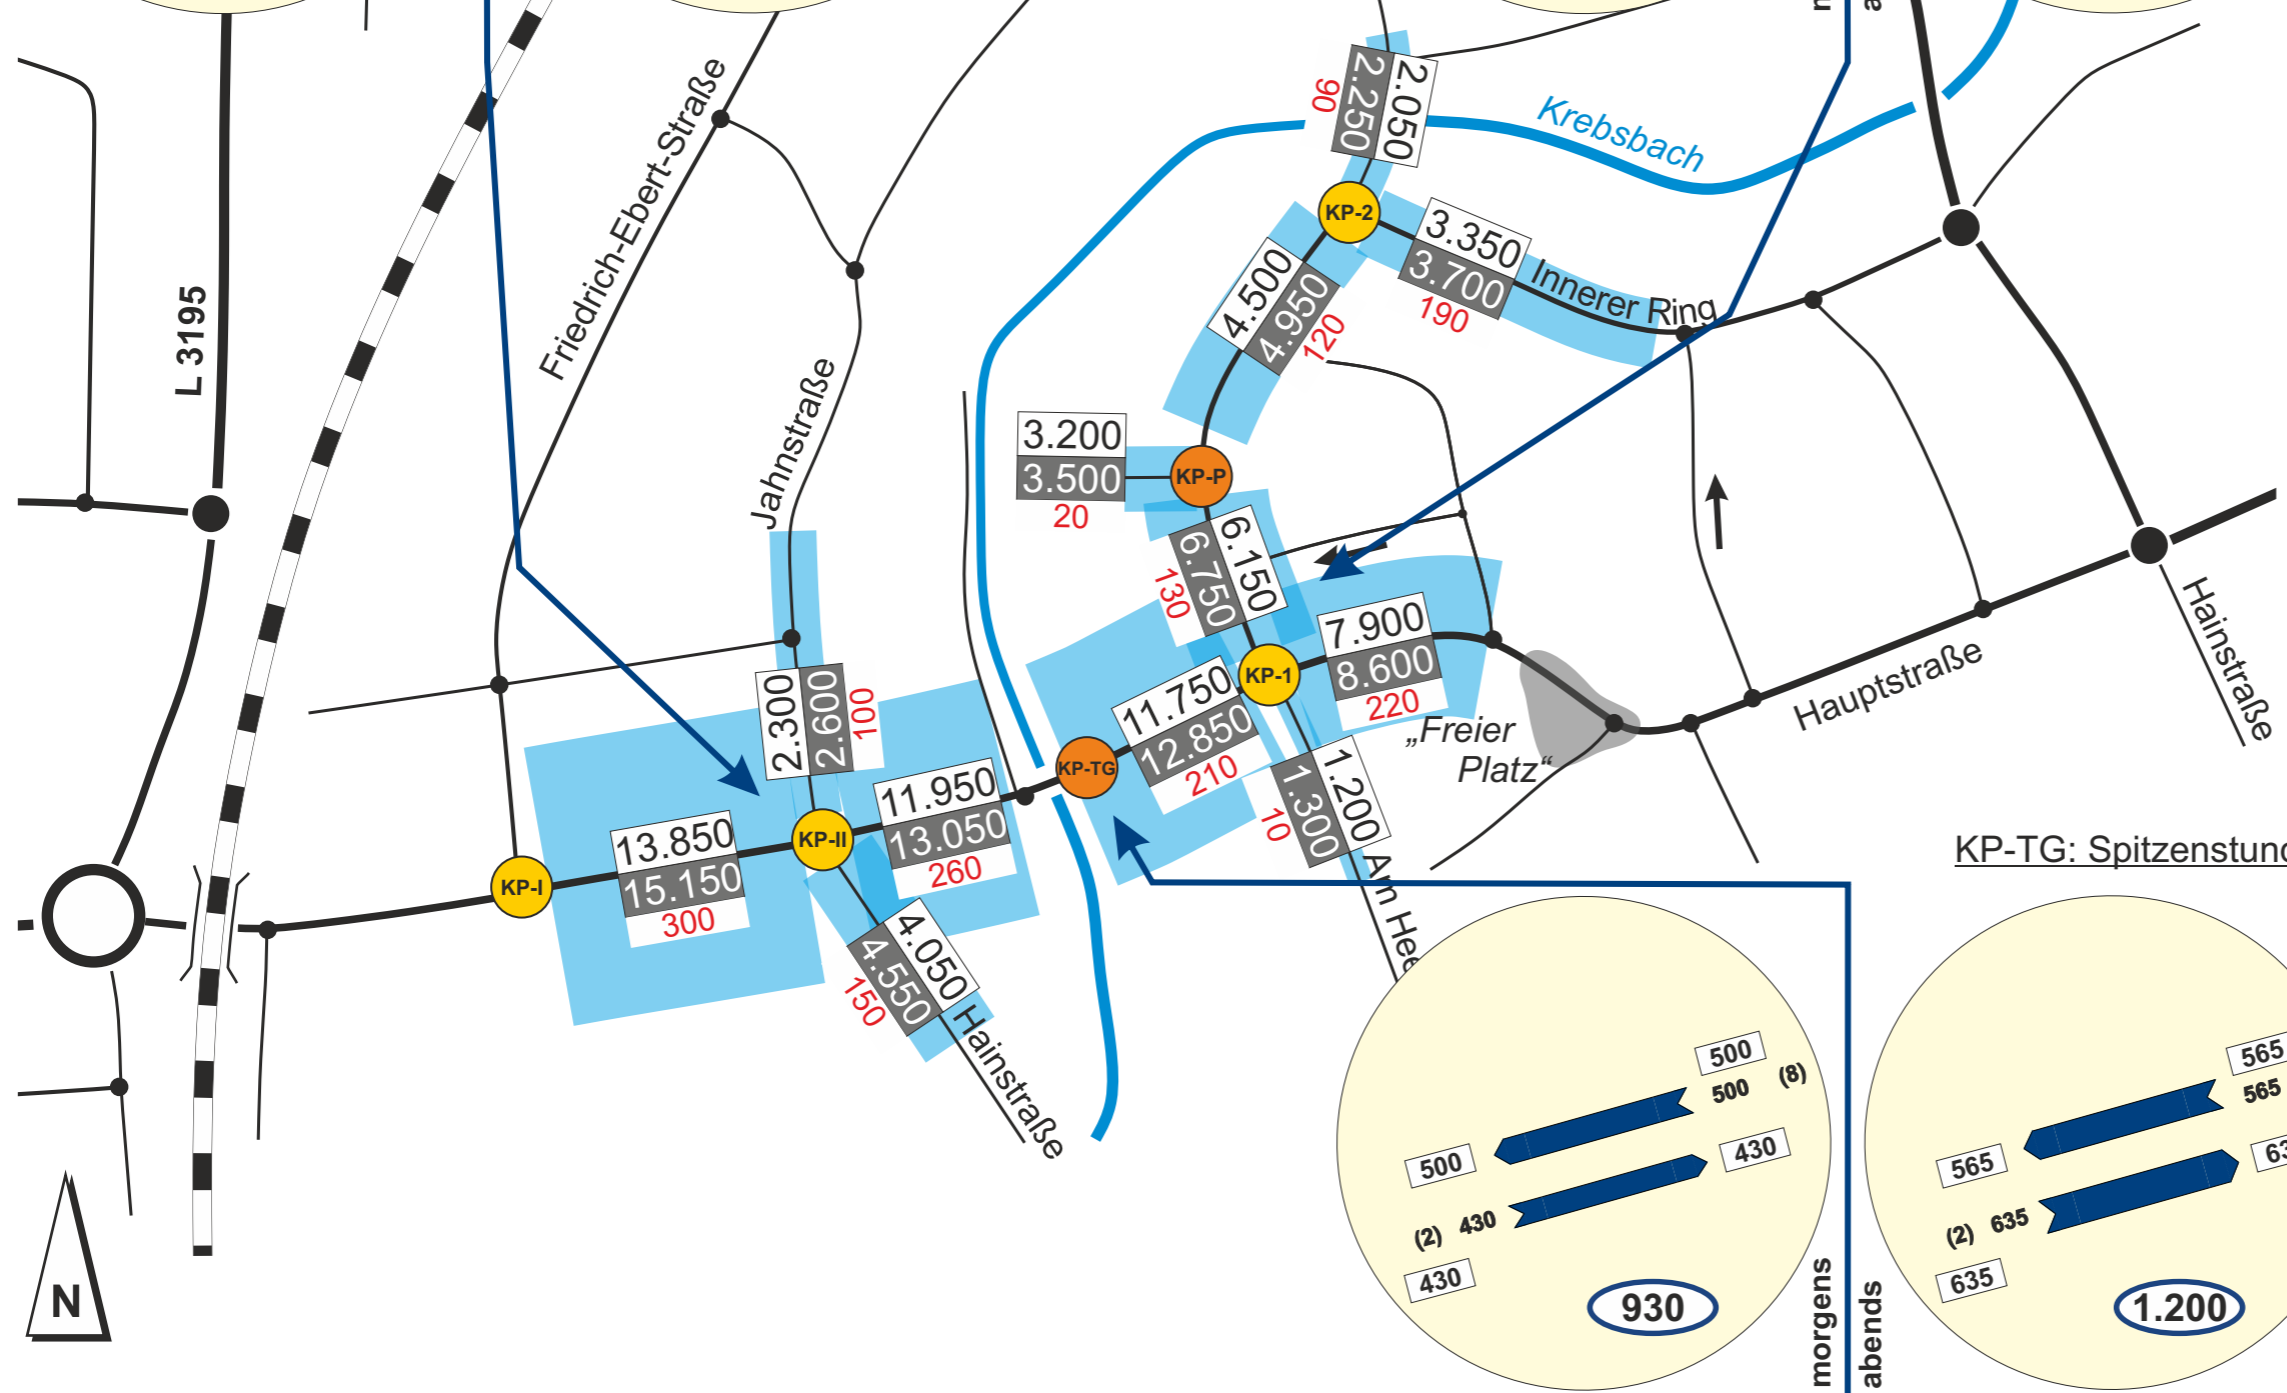 2.050
2.250
90
Krebsbach
Friedrich-Ebert-Straße
KP-2
3.350
3.700
190
Innerer Ring
4.500
4.950
120
L 3195
Jahnstraße
3.200
3.500
20
KP-P
6.150
6.750
130
7.900
8.600
220
KP-1
Hainstraße
Hauptstraße
„Freier
Platz“
2.300
2.600
100
11.750
12.850
210
KP-TG
1.200
1.300
10
Am Hee
11.950
13.050
260
13.850
15.150
300
KP-II
KP-I
4.050
4.550
150
Hainstraße
KP-TG: Spitzenstund
500
500 (8)
500
430
(2) 430
430
930
morgens
abends
565
565
565
63
(2) 635
635
1.200
N